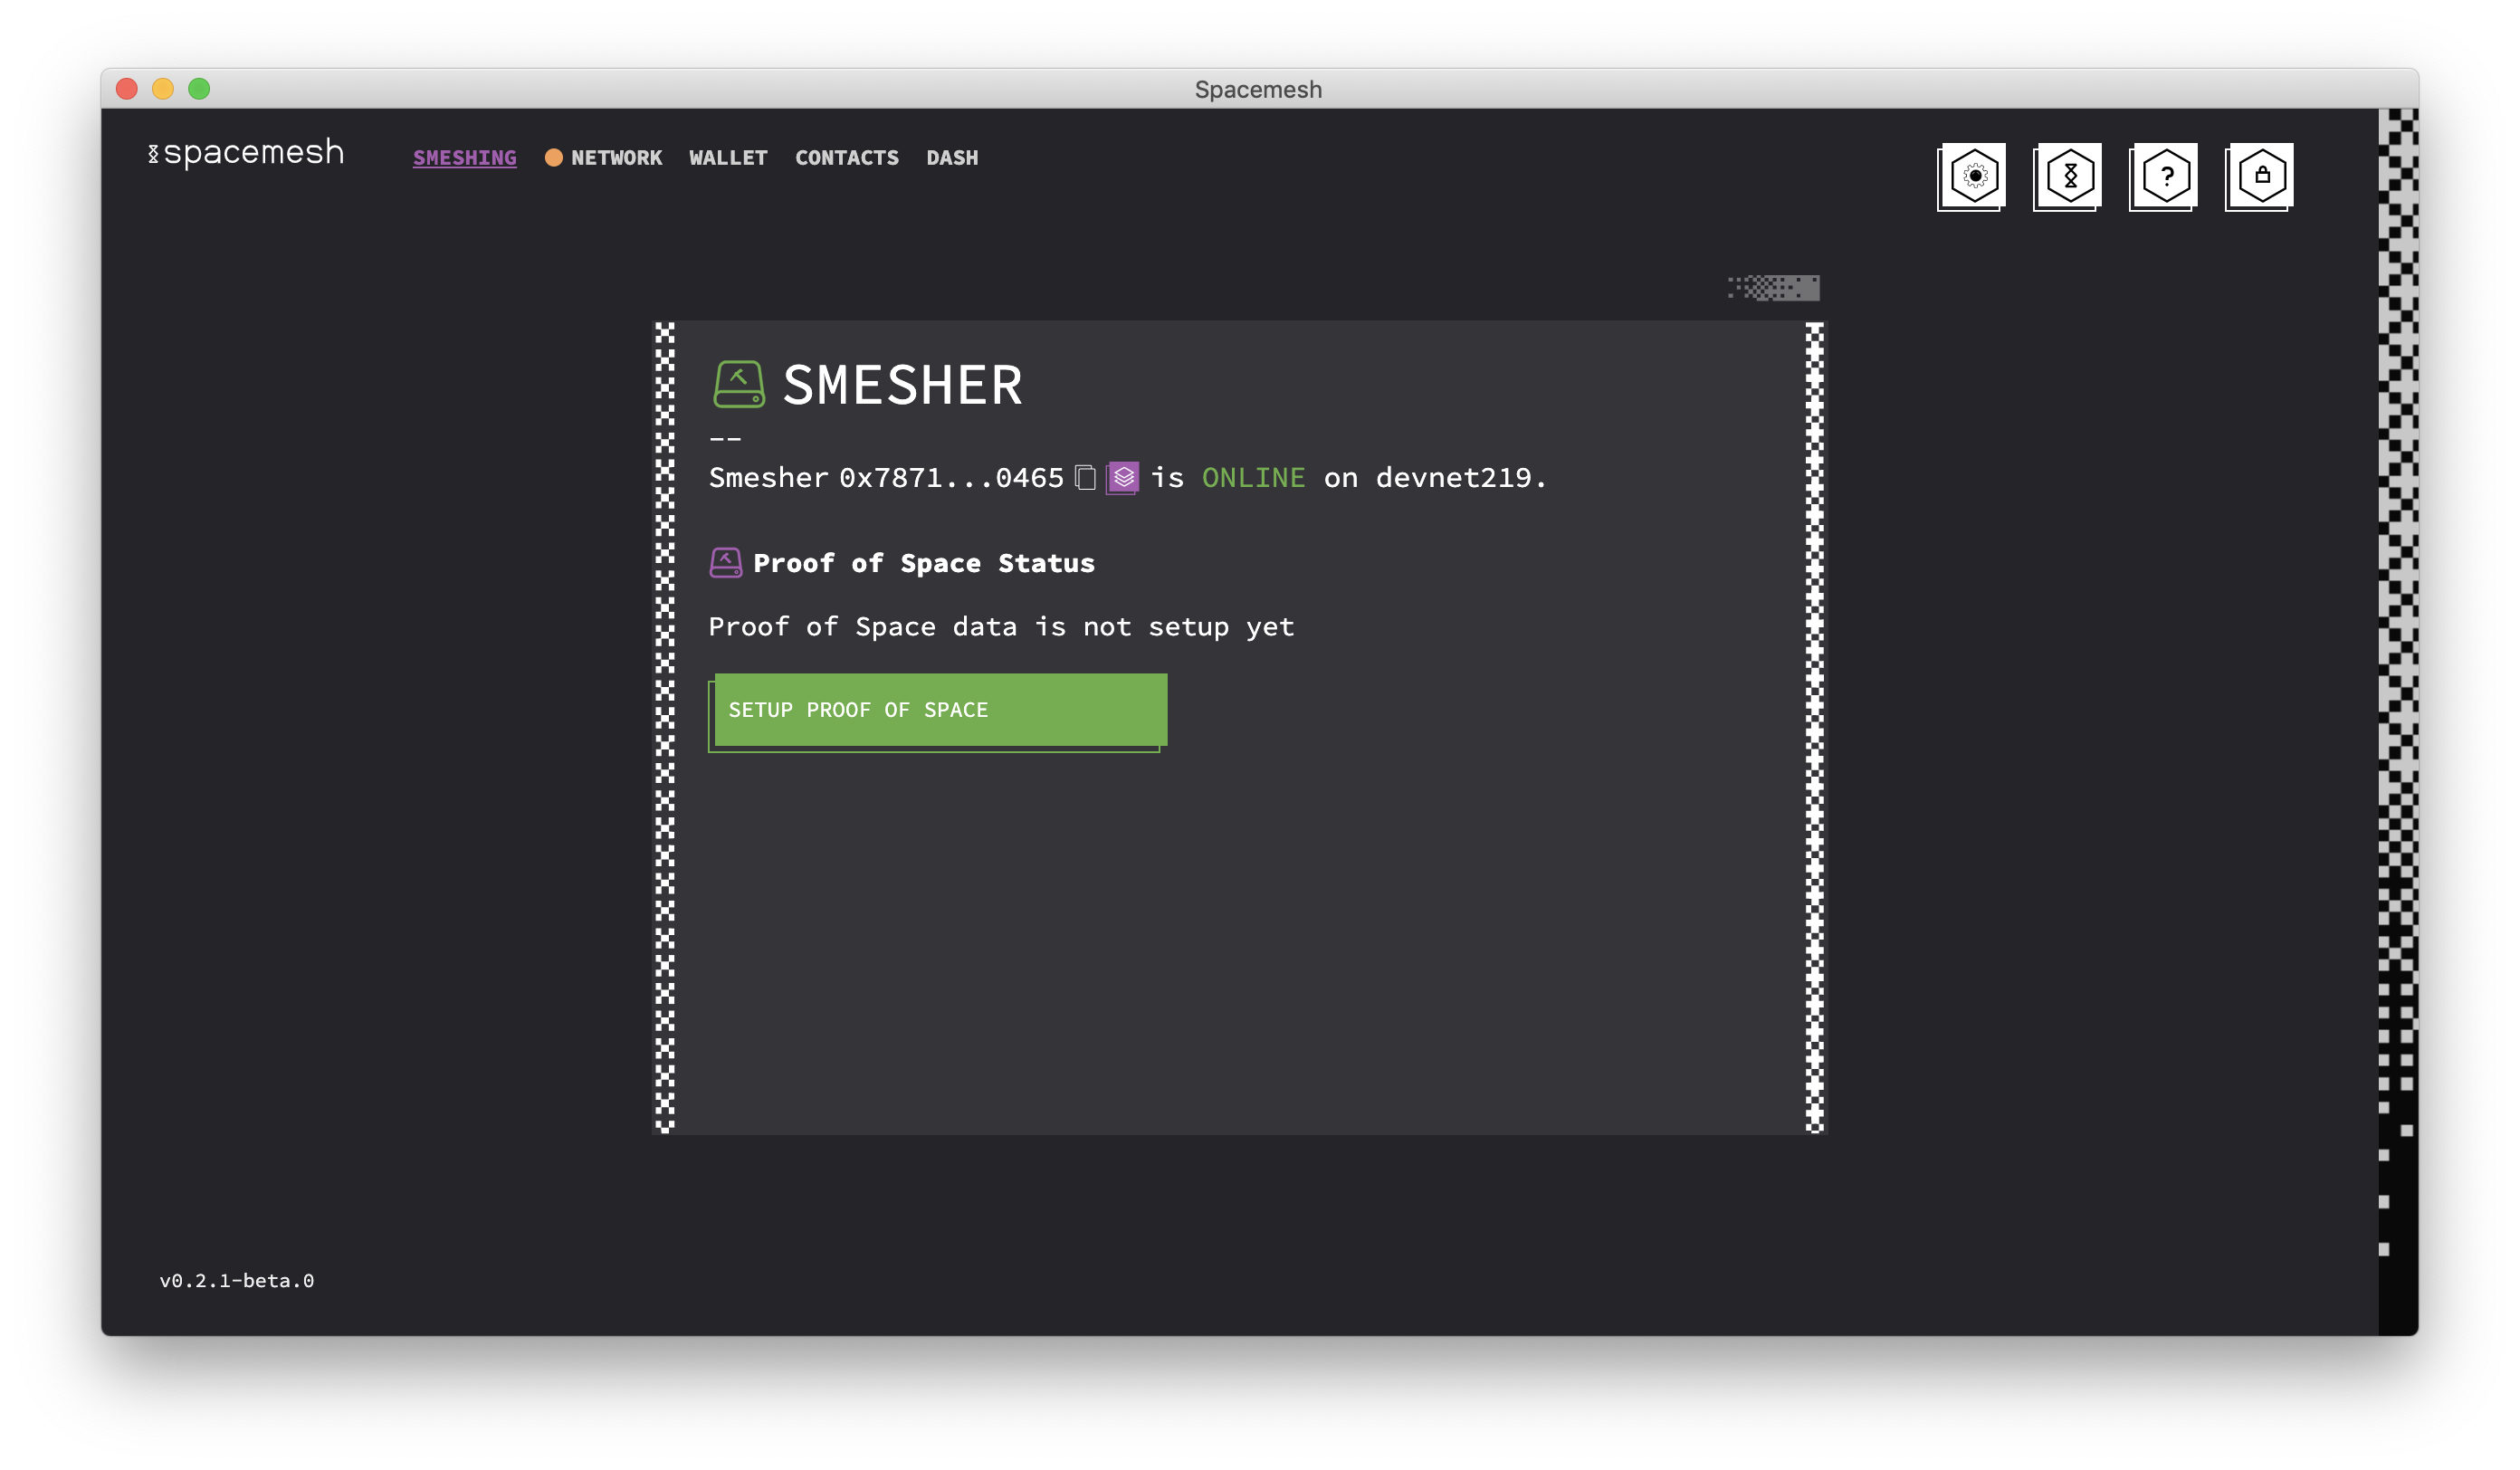 Spacemesh
spacemesh
SMESHING NETWORK WALLET CONTACTS DASH
?
SMESHER
--
Smesher 0x7871...0465 is ONLINE on devnet219.
Proof of Space Status
Proof of Space data is not setup yet
SETUP PROOF OF SPACE
v0.2.1-beta.0